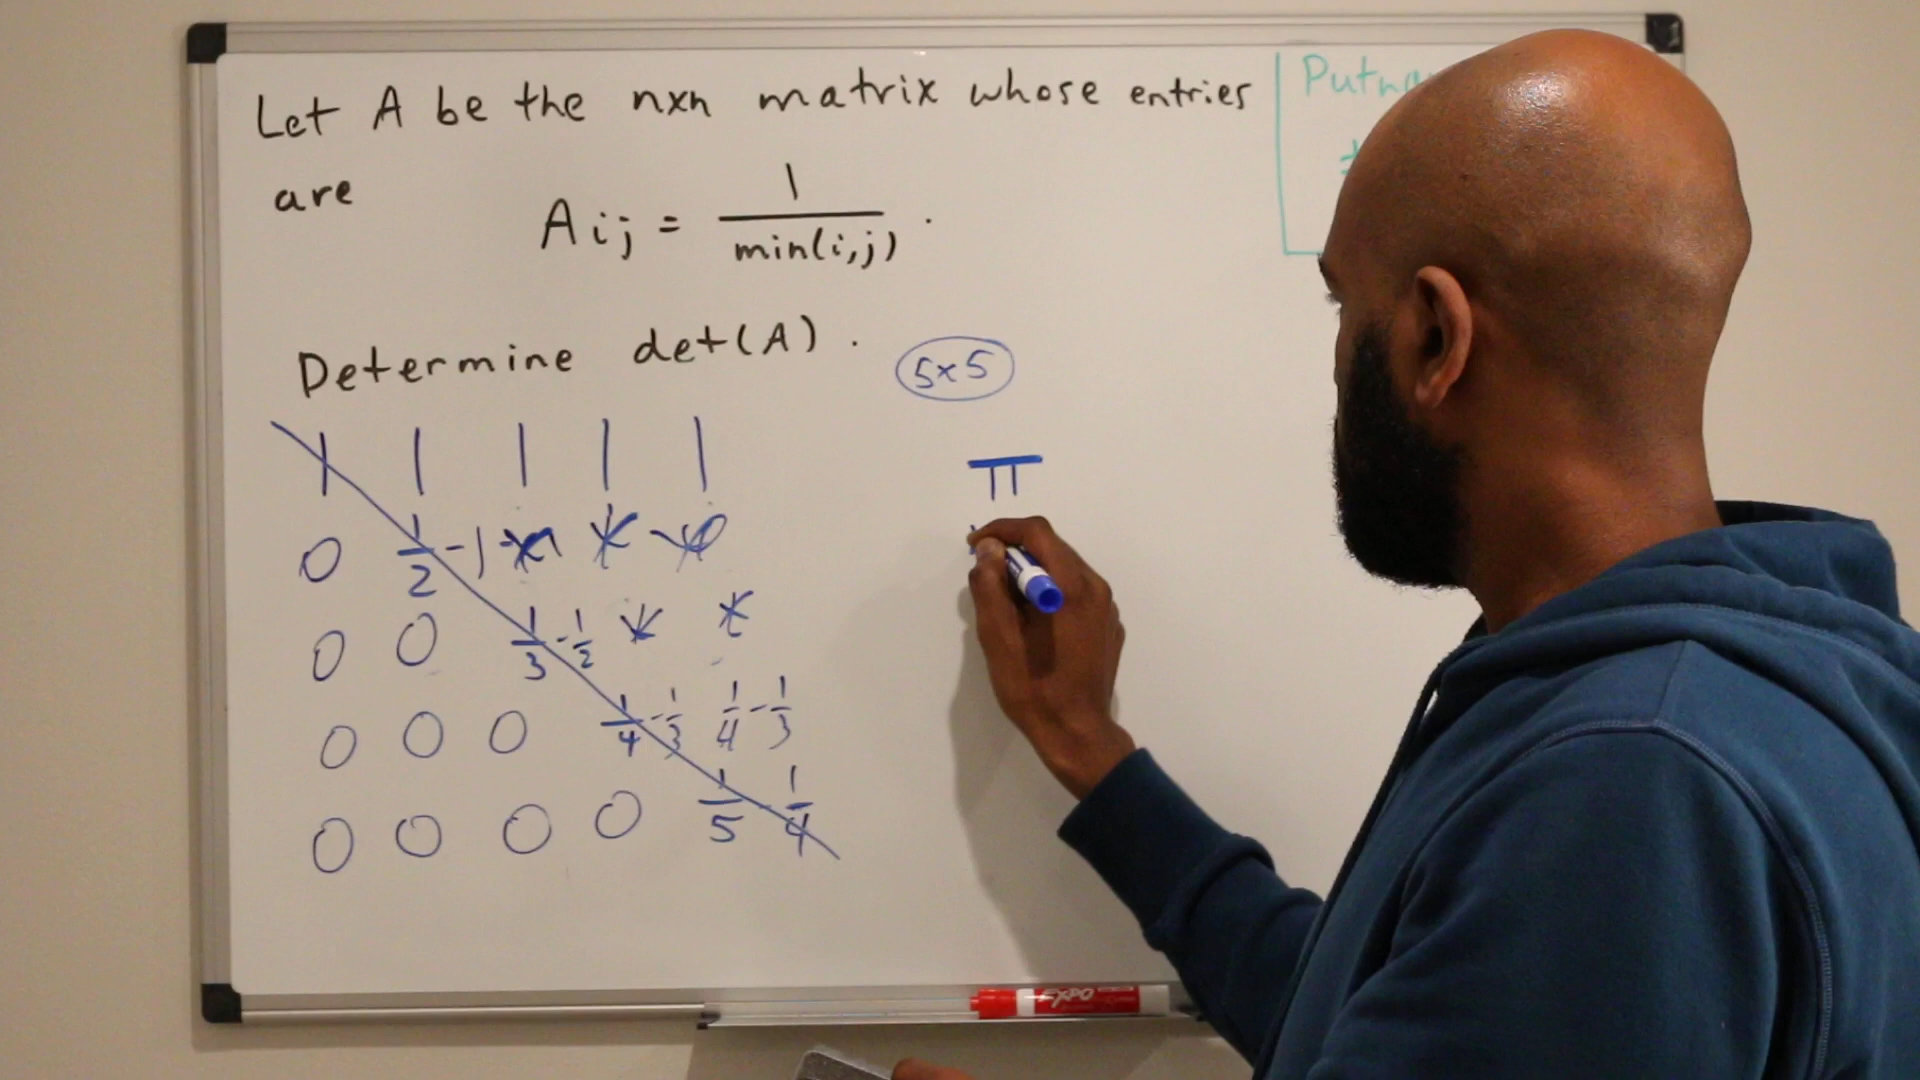 Let A be the nxn matrix whose entries
are
Aij = 1/min(i,j) .
Determine det(A) .
5x5
1 1 1 1 1
0 1/2 -1 * *
0 0 1/3 - 1/2 * *
0 0 0 1/4 - 1/3 1/4 - 1/3
0 0 0 0 1/5 - 1/4
π
EXPO